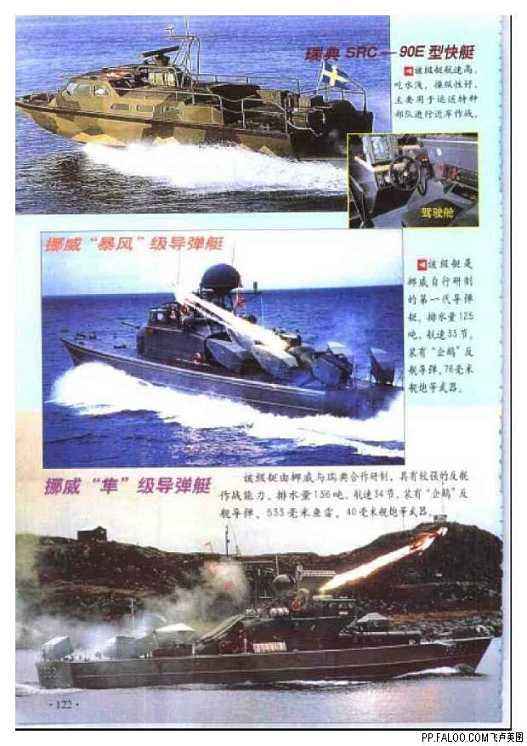 瑞典 SRC—90E 型快艇
该级艇航速高，
吃水浅，操纵性好，
主要用于运送特种
部队进行近岸作战。
驾驶舱
挪威“暴风”级导弹艇
该级艇是
挪威自行研制
的第一代导弹
艇。排水量125
吨，航速33节，
装有“企鹅”反
舰导弹、76毫米
舰炮等武器。
挪威“隼”级导弹艇
该级艇由挪威与瑞典合作研制，具有较强的反舰
作战能力。排水量156吨，航速34节，装有“企鹅”反
舰导弹、533毫米鱼雷、40毫米舰炮等武器。
·122·
PP.FALOO.COM飞卢美图